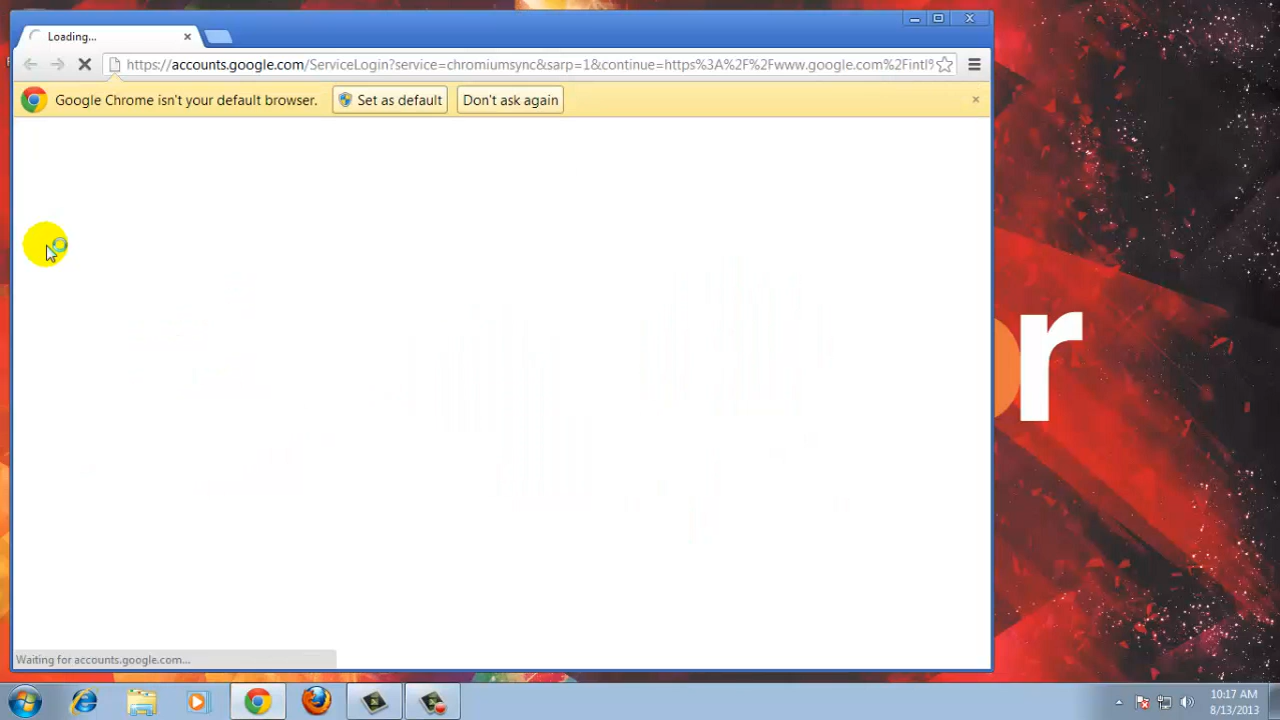 Loading...
https://accounts.google.com/ServiceLogin?service=chromiumsync&sarp=1&continue=https%3A%2F%2Fwww.google.com%2Fintl%9
Google Chrome isn't your default browser.
Set as default
Don't ask again
r
Waiting for accounts.google.com...
10:17 AM
8/13/2013